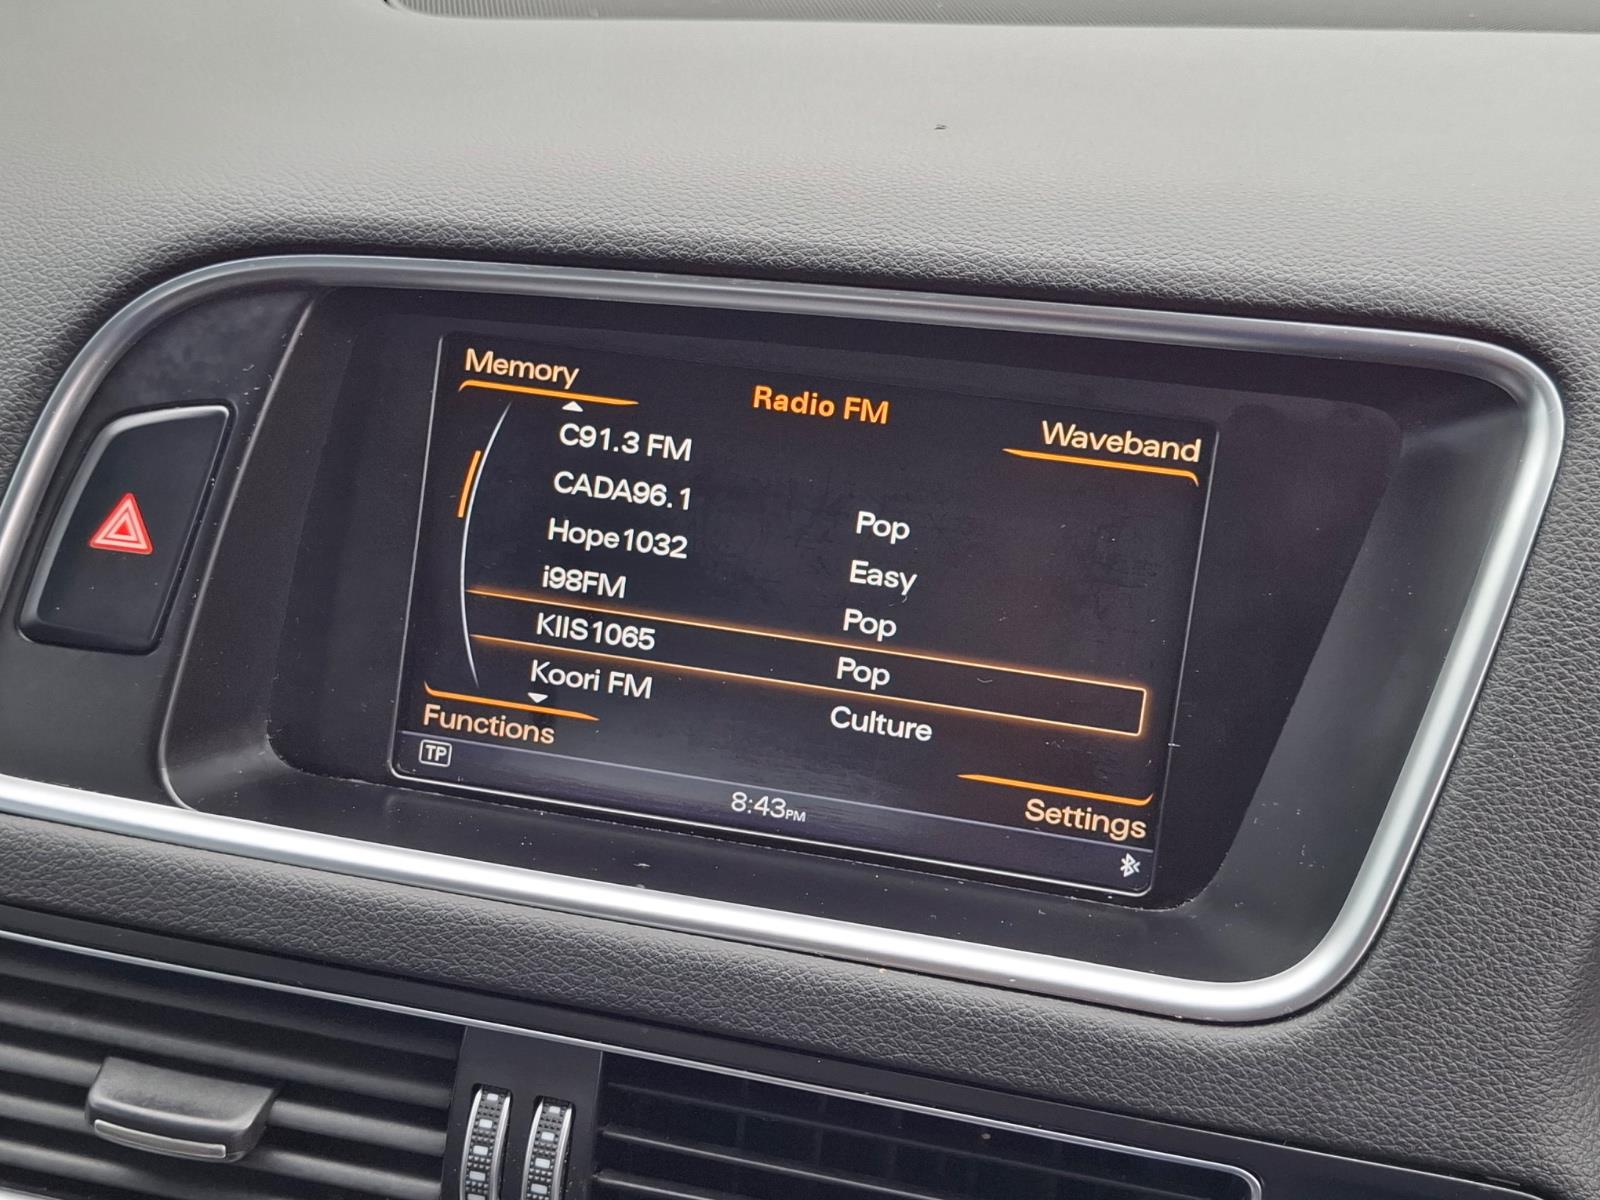 Memory
Radio FM
Waveband
C91.3 FM
CADA96.1 Pop
Hope1032 Easy
i98FM Pop
KIIS1065 Pop
Koori FM Culture
Functions
Settings
TP
8:43PM